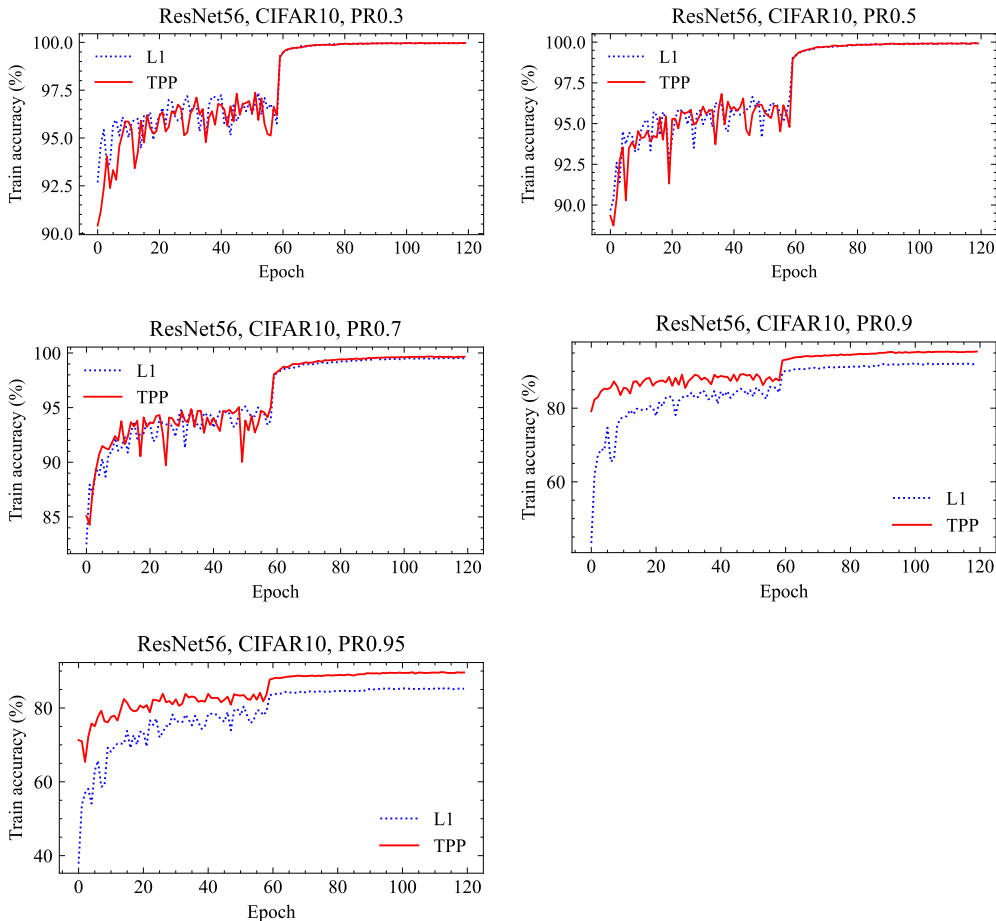 ResNet56, CIFAR10, PR0.3
100.0
97.5
95.0
92.5
90.0
Train accuracy (%)
L1
TPP
0 20 40 60 80 100 120
Epoch
ResNet56, CIFAR10, PR0.5
100.0
97.5
95.0
92.5
90.0
Train accuracy (%)
L1
TPP
0 20 40 60 80 100 120
Epoch
ResNet56, CIFAR10, PR0.7
100
95
90
85
Train accuracy (%)
L1
TPP
0 20 40 60 80 100 120
Epoch
ResNet56, CIFAR10, PR0.9
80
60
Train accuracy (%)
L1
TPP
0 20 40 60 80 100 120
Epoch
ResNet56, CIFAR10, PR0.95
80
60
40
Train accuracy (%)
L1
TPP
0 20 40 60 80 100 120
Epoch